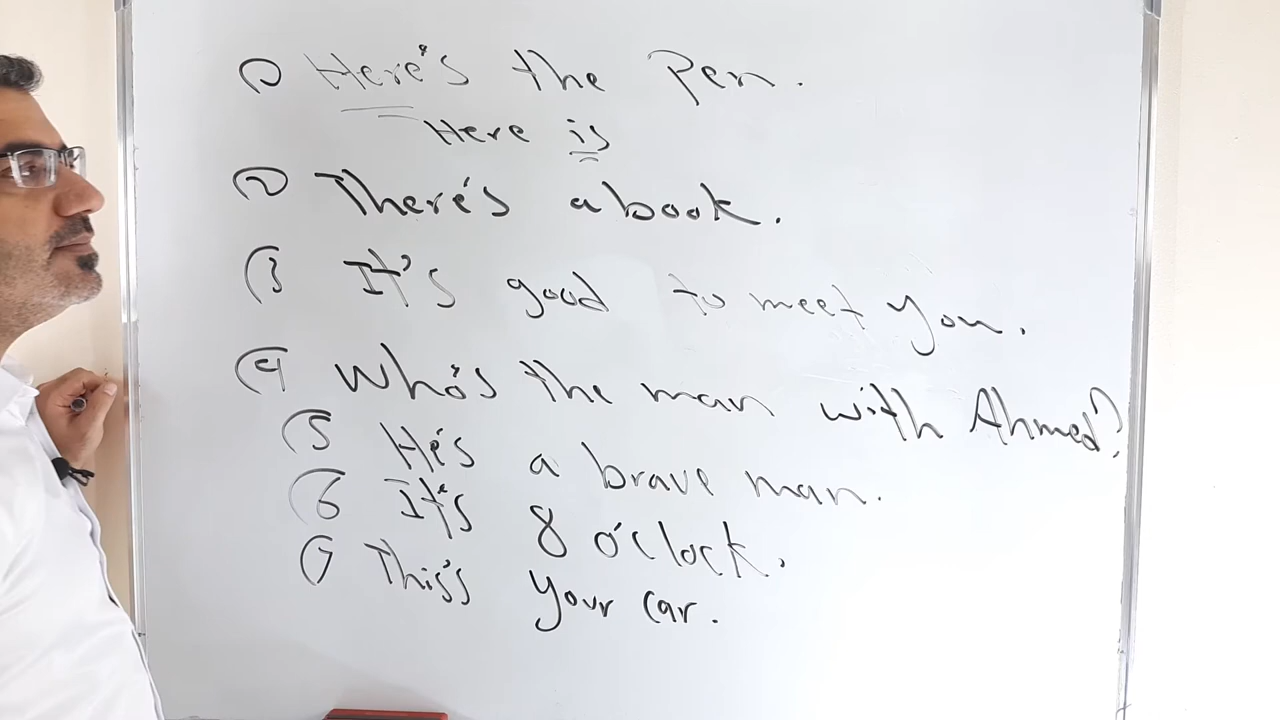 1 Here's the Pen.
Here is
2 There's a book.
3 It's good to meet you.
4 Who's the man with Ahmed?
5 He's a brave man.
6 It's 8 o'clock.
7 This's your car.